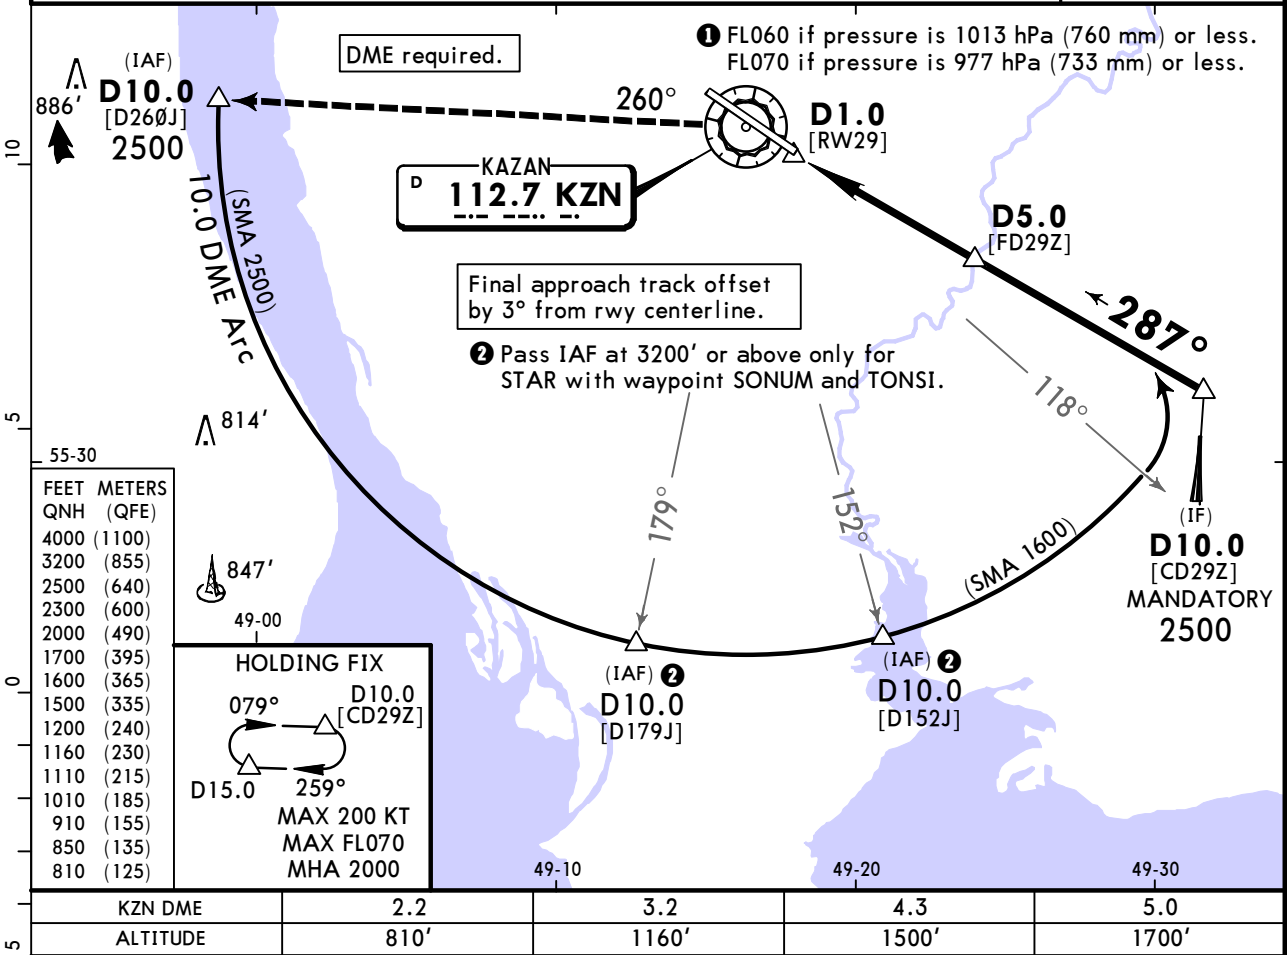 ❶ FL060 if pressure is 1013 hPa (760 mm) or less.
FL070 if pressure is 977 hPa (733 mm) or less.
DME required.
(IAF)
D10.0
[D26ØJ]
2500
886'
260°
D1.0
[RW29]
KAZAN
D 112.7 KZN
10.0 DME Arc
(SMA 2500)
D5.0
[FD29Z]
Final approach track offset
by 3° from rwy centerline.
287°
❷ Pass IAF at 3200' or above only for
STAR with waypoint SONUM and TONSI.
118°
179°
152°
814'
847'
(SMA 1600)
(IF)
D10.0
[CD29Z]
MANDATORY
2500
(IAF) ❷
D10.0
[D179J]
(IAF) ❷
D10.0
[D152J]
10
5
0
5
55-30
49-00
49-10
49-20
49-30
FEET METERS
QNH (QFE)
4000 (1100)
3200 (855)
2500 (640)
2300 (600)
2000 (490)
1700 (395)
1600 (365)
1500 (335)
1200 (240)
1160 (230)
1110 (215)
1010 (185)
910 (155)
850 (135)
810 (125)
HOLDING FIX
D10.0
[CD29Z]
079°
D15.0
259°
MAX 200 KT
MAX FL070
MHA 2000
KZN DME 2.2 3.2 4.3 5.0
ALTITUDE 810' 1160' 1500' 1700'